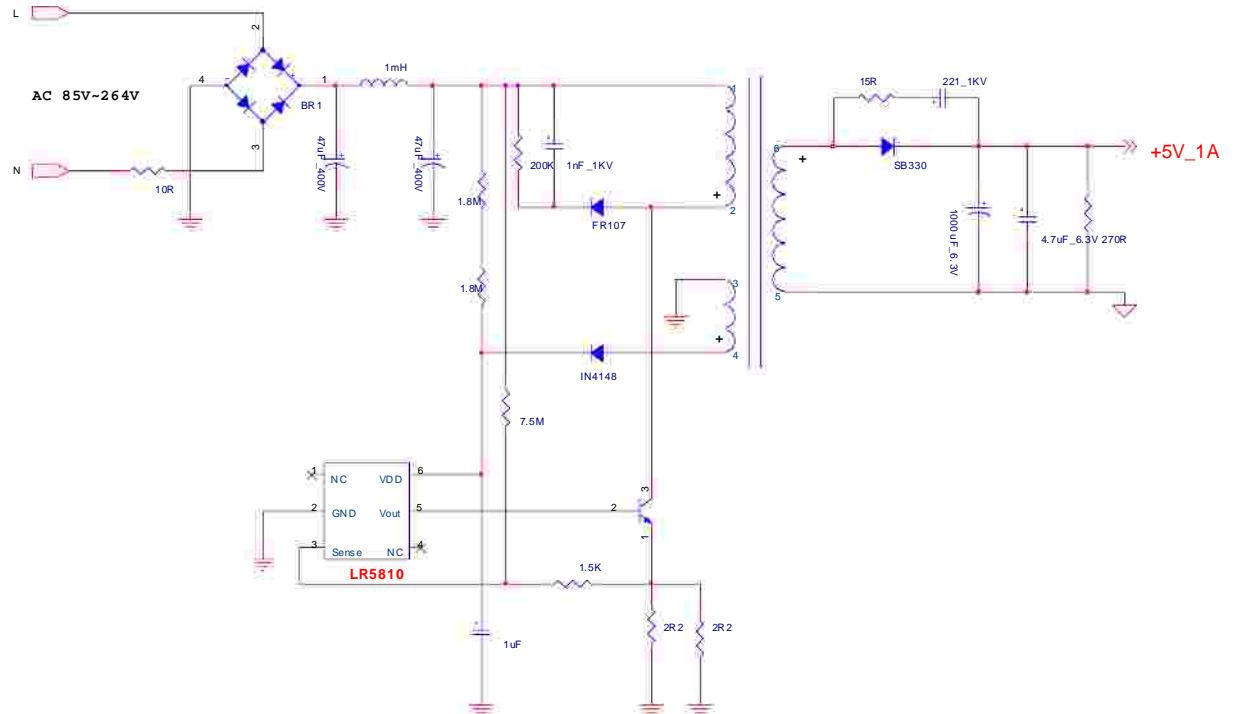 L
2
1mH
1
15R
221_1KV
4
1
AC 85V~264V
BR1
47uF_400V
47uF_400V
200K
1nF_1KV
6
+
SB330
+5V_1A
3
N
10R
1.8M
+
2
FR107
1000uF_6.3V
4.7uF_6.3V
270R
1.8M
3
5
+
4
IN4148
7.5M
1
NC
VDD
6
3
2
GND
Vout
5
2
3
Sense
NC
4
1
LR5810
1.5K
2R2
2R2
1uF